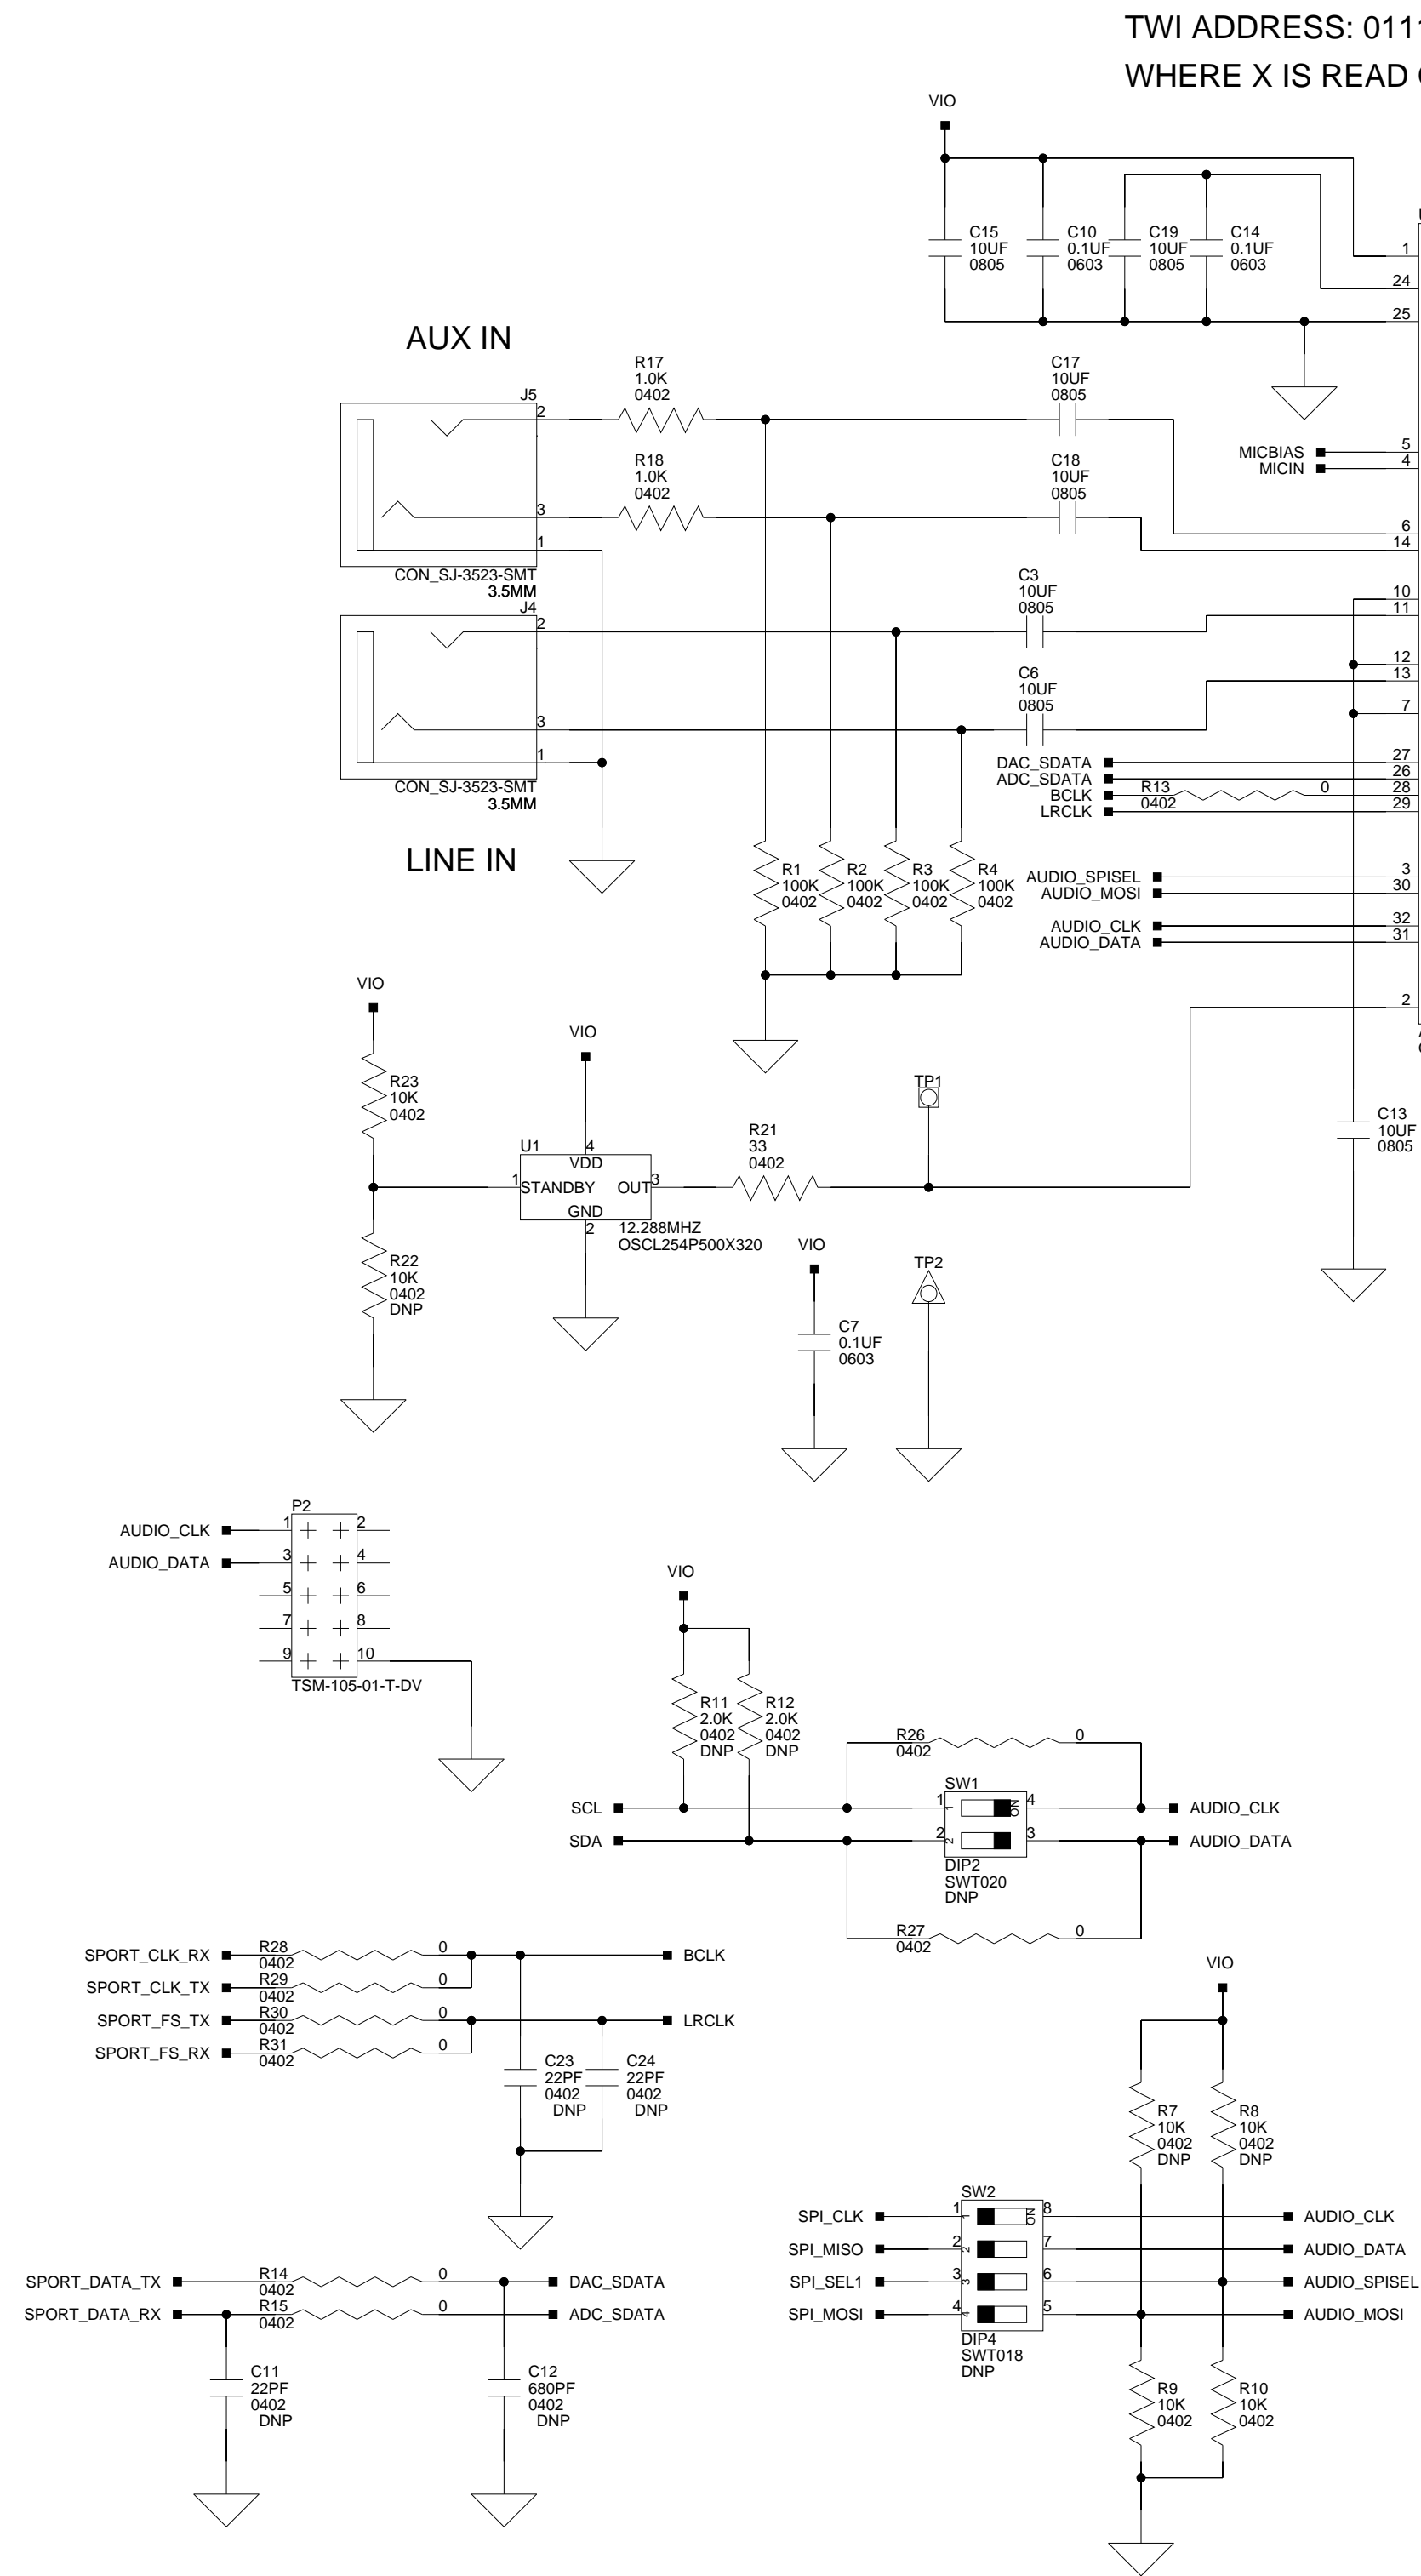 TWI ADDRESS: 0111
WHERE X IS READ
VIO
C15
10UF
0805
C10
0.1UF
0603
C19
10UF
0805
C14
0.1UF
0603
1
24
25
AUX IN
J5
2
3
1
CON_SJ-3523-SMT
3.5MM
R17
1.0K
0402
R18
1.0K
0402
C17
10UF
0805
C18
10UF
0805
MICBIAS
MICIN
5
4
6
14
J4
2
3
1
CON_SJ-3523-SMT
3.5MM
LINE IN
C3
10UF
0805
C6
10UF
0805
10
11
12
13
7
DAC_SDATA
ADC_SDATA
BCLK
LRCLK
R13
0402
0
27
26
28
29
R1
100K
0402
R2
100K
0402
R3
100K
0402
R4
100K
0402
AUDIO_SPISEL
AUDIO_MOSI
AUDIO_CLK
AUDIO_DATA
3
30
32
31
2
VIO
R23
10K
0402
R22
10K
0402
DNP
VIO
U1
4
VDD
1
STANDBY
OUT
3
GND
2
12.288MHZ
OSCL254P500X320
R21
33
0402
TP1
TP2
VIO
C7
0.1UF
0603
C13
10UF
0805
AUDIO_CLK
AUDIO_DATA
P2
1
2
3
4
5
6
7
8
9
10
TSM-105-01-T-DV
VIO
R11
2.0K
0402
DNP
R12
2.0K
0402
DNP
R26
0402
0
SCL
SDA
SW1
1
1
ON
4
2
2
3
DIP2
SWT020
DNP
AUDIO_CLK
AUDIO_DATA
R27
0402
0
SPORT_CLK_RX
R28
0402
0
BCLK
SPORT_CLK_TX
R29
0402
0
SPORT_FS_TX
R30
0402
0
LRCLK
SPORT_FS_RX
R31
0402
0
C23
22PF
0402
DNP
C24
22PF
0402
DNP
VIO
R7
10K
0402
DNP
R8
10K
0402
DNP
SW2
SPI_CLK
1
1
ON
8
AUDIO_CLK
SPI_MISO
2
2
7
AUDIO_DATA
SPI_SEL1
3
3
6
AUDIO_SPISEL
SPI_MOSI
4
4
5
AUDIO_MOSI
DIP4
SWT018
DNP
R9
10K
0402
R10
10K
0402
SPORT_DATA_TX
R14
0402
0
DAC_SDATA
SPORT_DATA_RX
R15
0402
0
ADC_SDATA
C11
22PF
0402
DNP
C12
680PF
0402
DNP